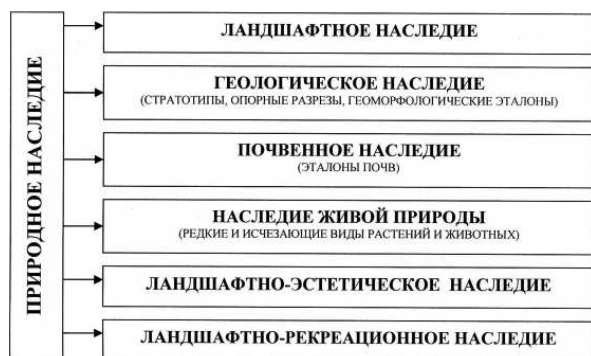 ПРИРОДНОЕ НАСЛЕДИЕ
ЛАНДШАФТНОЕ НАСЛЕДИЕ
ГЕОЛОГИЧЕСКОЕ НАСЛЕДИЕ
(СТРАТОТИПЫ, ОПОРНЫЕ РАЗРЕЗЫ, ГЕОМОРФОЛОГИЧЕСКИЕ ЭТАЛОНЫ)
ПОЧВЕННОЕ НАСЛЕДИЕ
(ЭТАЛОНЫ ПОЧВ)
НАСЛЕДИЕ ЖИВОЙ ПРИРОДЫ
(РЕДКИЕ И ИСЧЕЗАЮЩИЕ ВИДЫ РАСТЕНИЙ И ЖИВОТНЫХ)
ЛАНДШАФТНО-ЭСТЕТИЧЕСКОЕ НАСЛЕДИЕ
ЛАНДШАФТНО-РЕКРЕАЦИОННОЕ НАСЛЕДИЕ